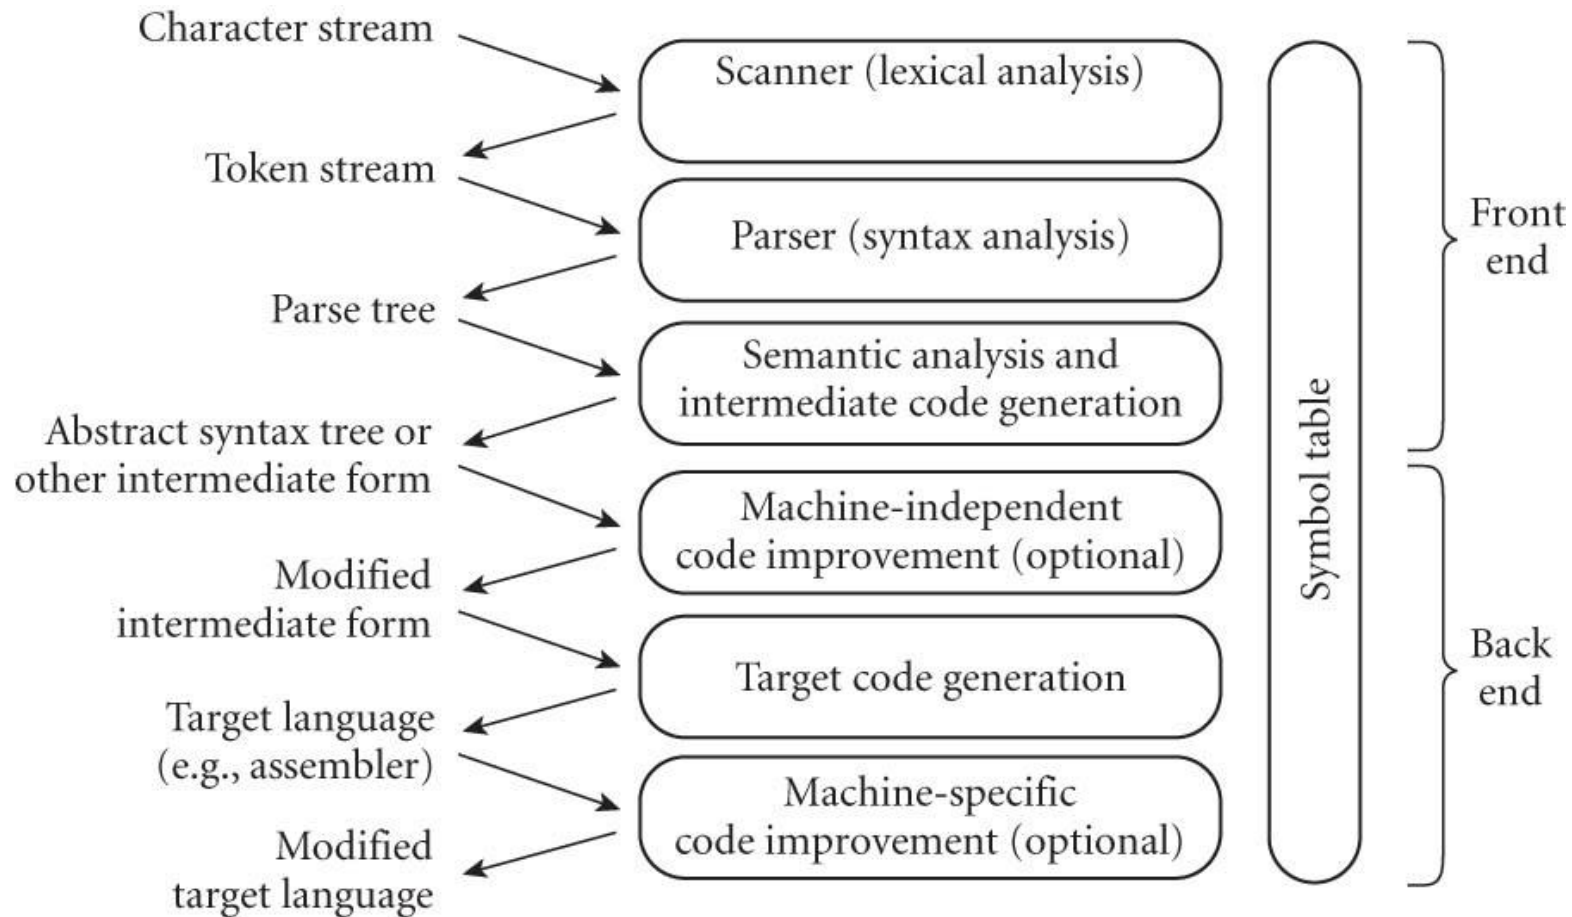 Character stream
Scanner (lexical analysis)
Token stream
Parser (syntax analysis)
Parse tree
Semantic analysis and
intermediate code generation
Abstract syntax tree or
other intermediate form
Machine-independent
code improvement (optional)
Modified
intermediate form
Target code generation
Target language
(e.g., assembler)
Machine-specific
code improvement (optional)
Modified
target language
Symbol table
Front
end
Back
end